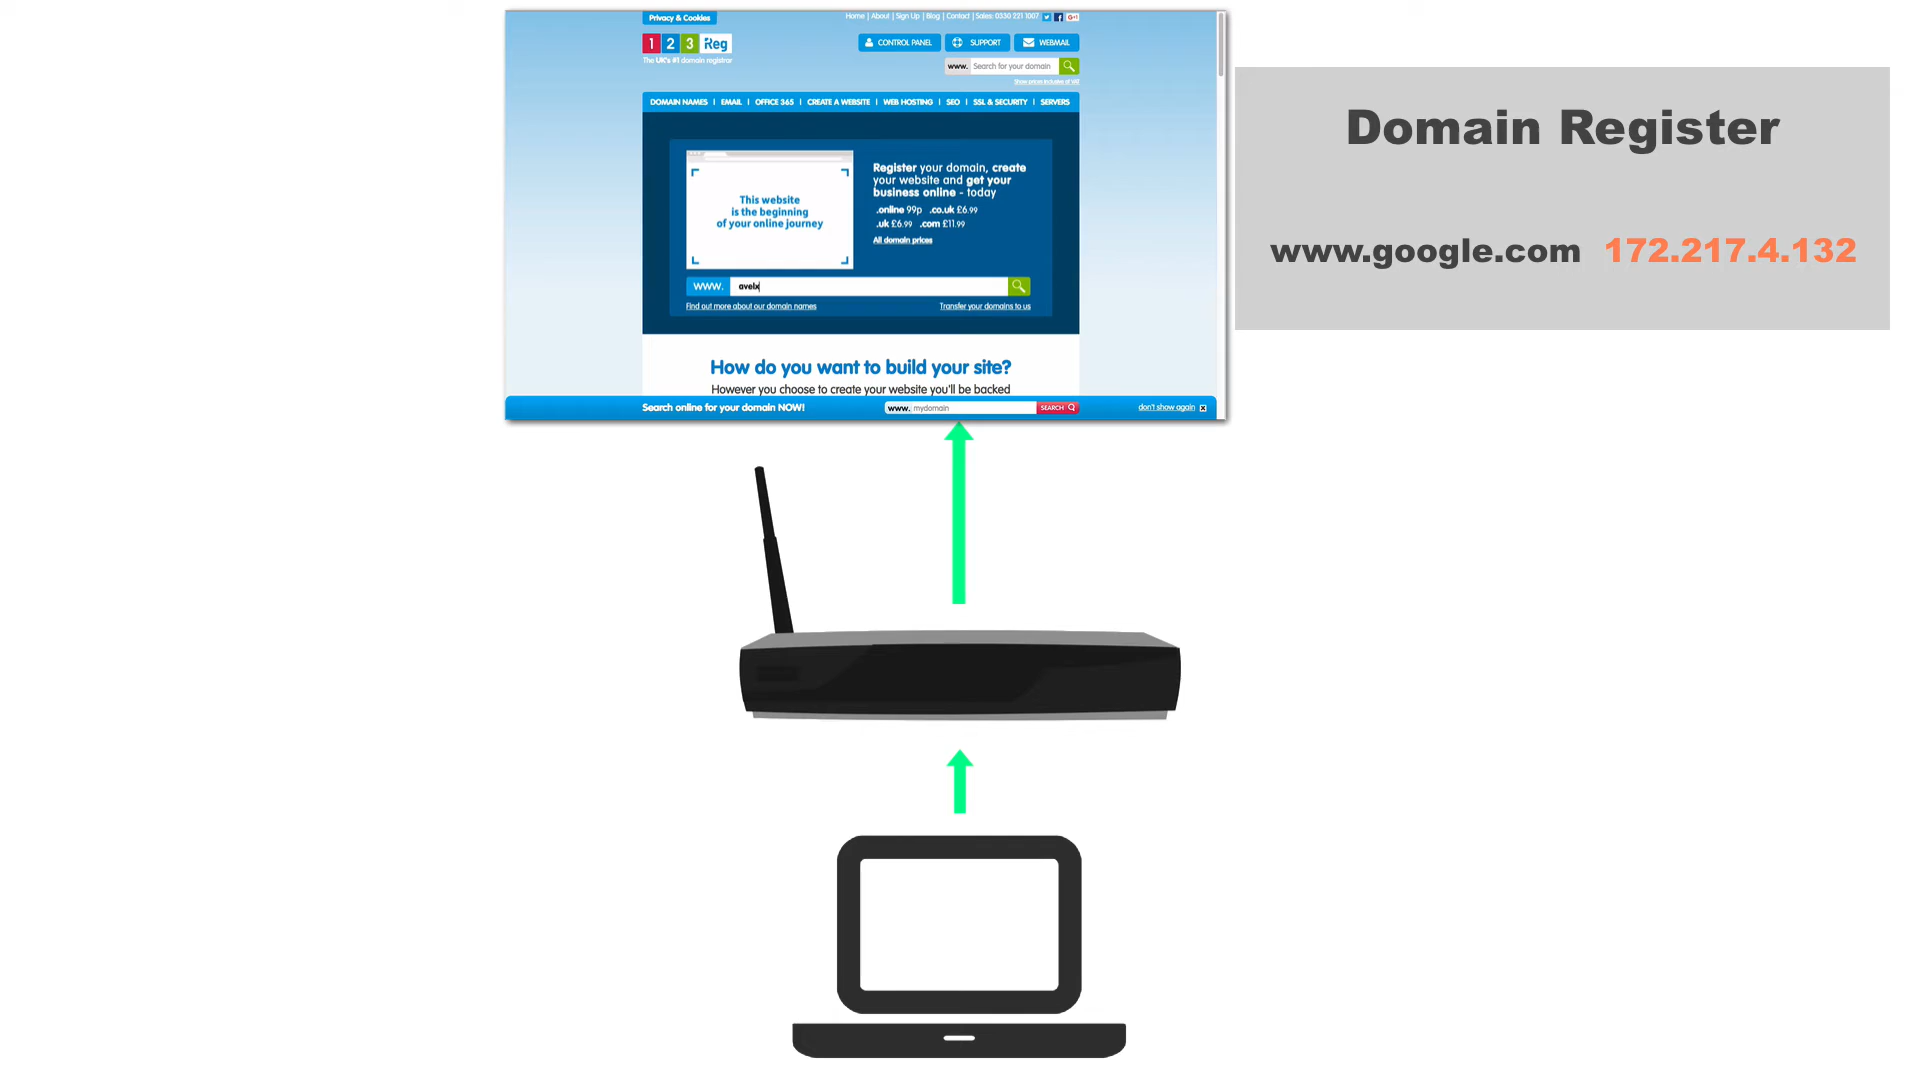 Privacy & Cookies
Home | About | Sign Up | Blog | Contact | Sales: 0330 221 1007
G+1
1 2 3 Reg
The UK's #1 domain registrar
CONTROL PANEL
SUPPORT
WEBMAIL
www. Search for your domain
Show prices inclusive of VAT
DOMAIN NAMES | EMAIL | OFFICE 365 | CREATE A WEBSITE | WEB HOSTING | SEO | SSL & SECURITY | SERVERS
This website
is the beginning
of your online journey
Register your domain, create
your website and get your
business online - today
.online 99p .co.uk £6.99
.uk £6.99 .com £11.99
All domain prices
www. avelx
Find out more about our domain names
Transfer your domains to us
How do you want to build your site?
However you choose to create your website you'll be backed
Search online for your domain NOW!
www. mydomain
SEARCH
don't show again
Domain Register
www.google.com 172.217.4.132